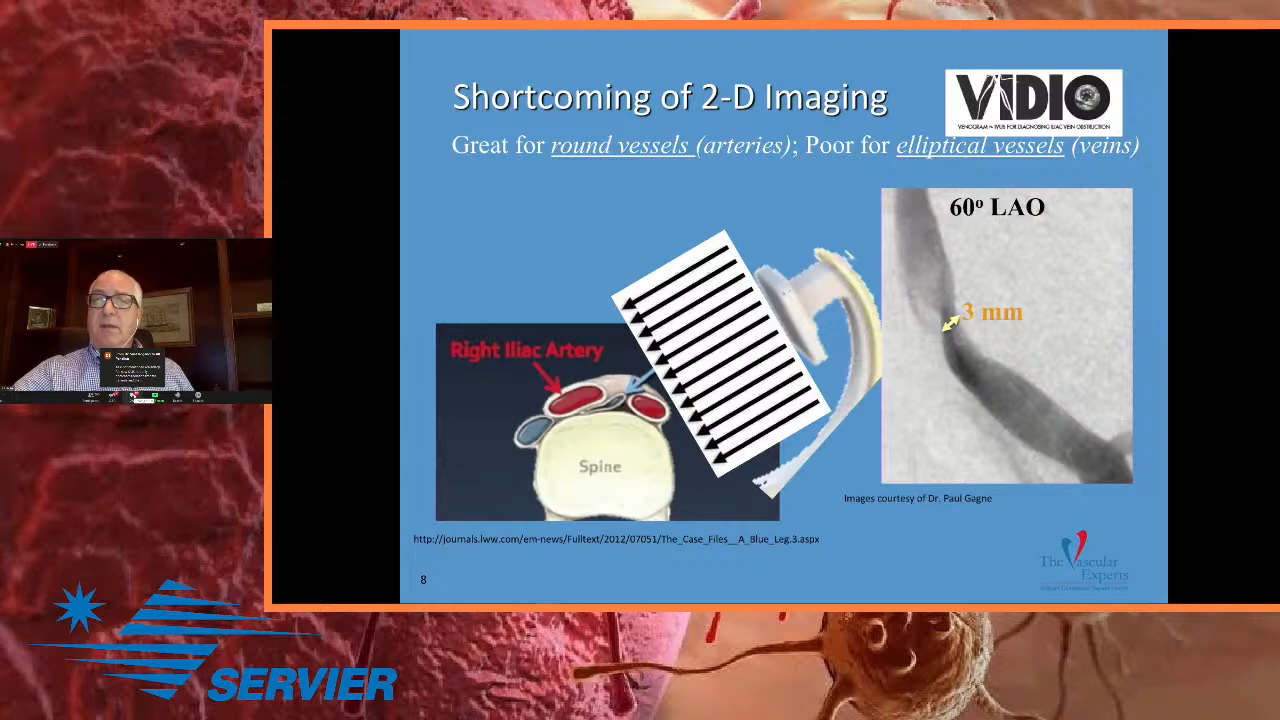 Shortcoming of 2-D Imaging
VIDIO
VENOGRAM vs IVUS FOR DIAGNOSING ILIAC VEIN OBSTRUCTION
Great for round vessels (arteries); Poor for elliptical vessels (veins)
60º LAO
3 mm
Right Iliac Artery
Spine
Images courtesy of Dr. Paul Gagne
http://journals.lww.com/em-news/Fulltext/2012/07051/The_Case_Files__A_Blue_Leg.3.aspx
The Vascular
Experts
8
SERVIER
LIVE